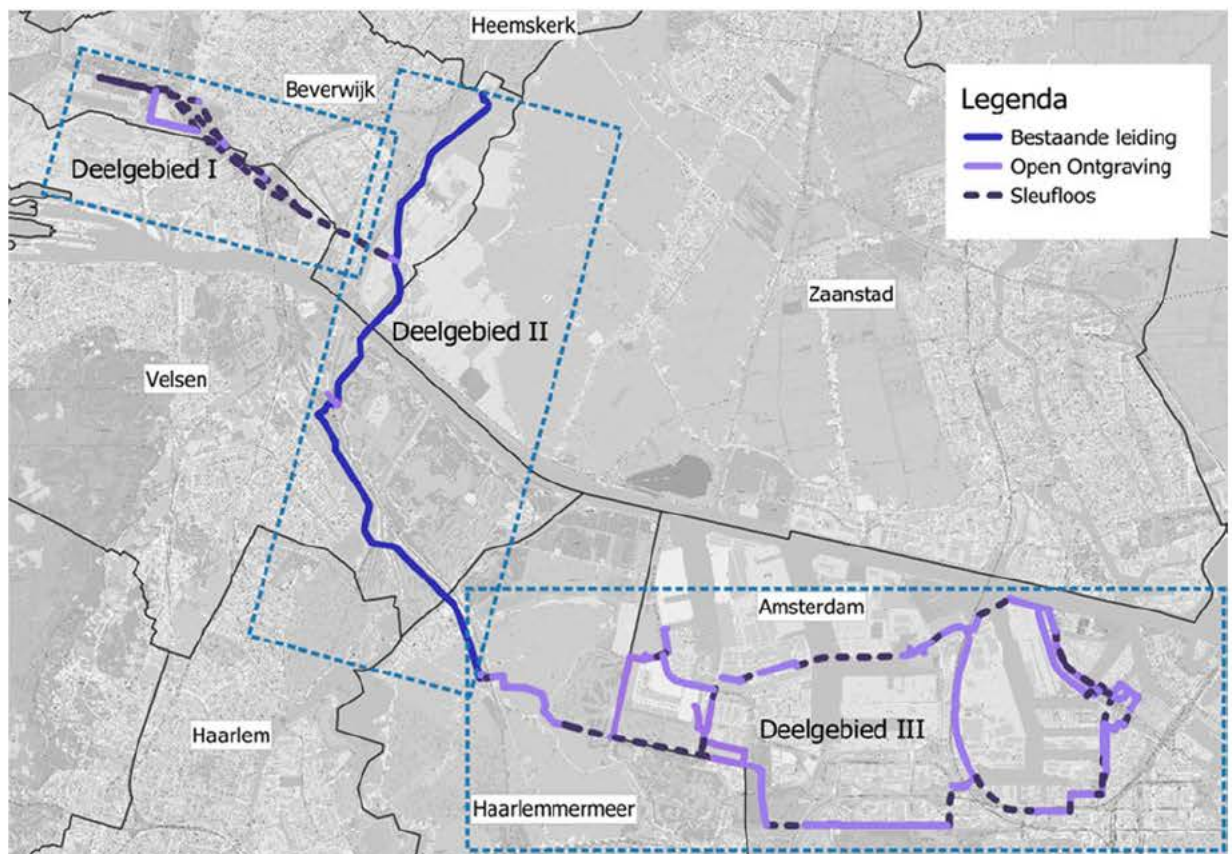 Heemskerk
Beverwijk
Legenda
Bestaande leiding
Open Ontgraving
Sleufloos
Deelgebied I
Zaanstad
Deelgebied II
Velsen
Amsterdam
Deelgebied III
Haarlem
Haarlemmermeer